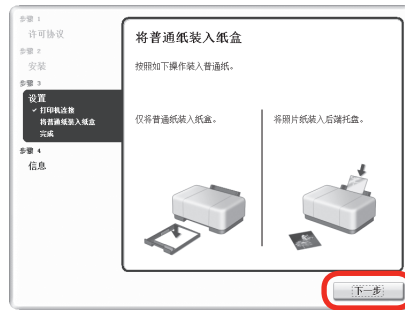 步骤 1
许可协议
步骤 2
安装
步骤 3
设置
✓ 打印机连接
将普通纸装入纸盒
完成
步骤 4
信息
将普通纸装入纸盒
按照如下操作装入普通纸。
仅将普通纸装入纸盒。
将照片纸装入后端托盘。
下一步